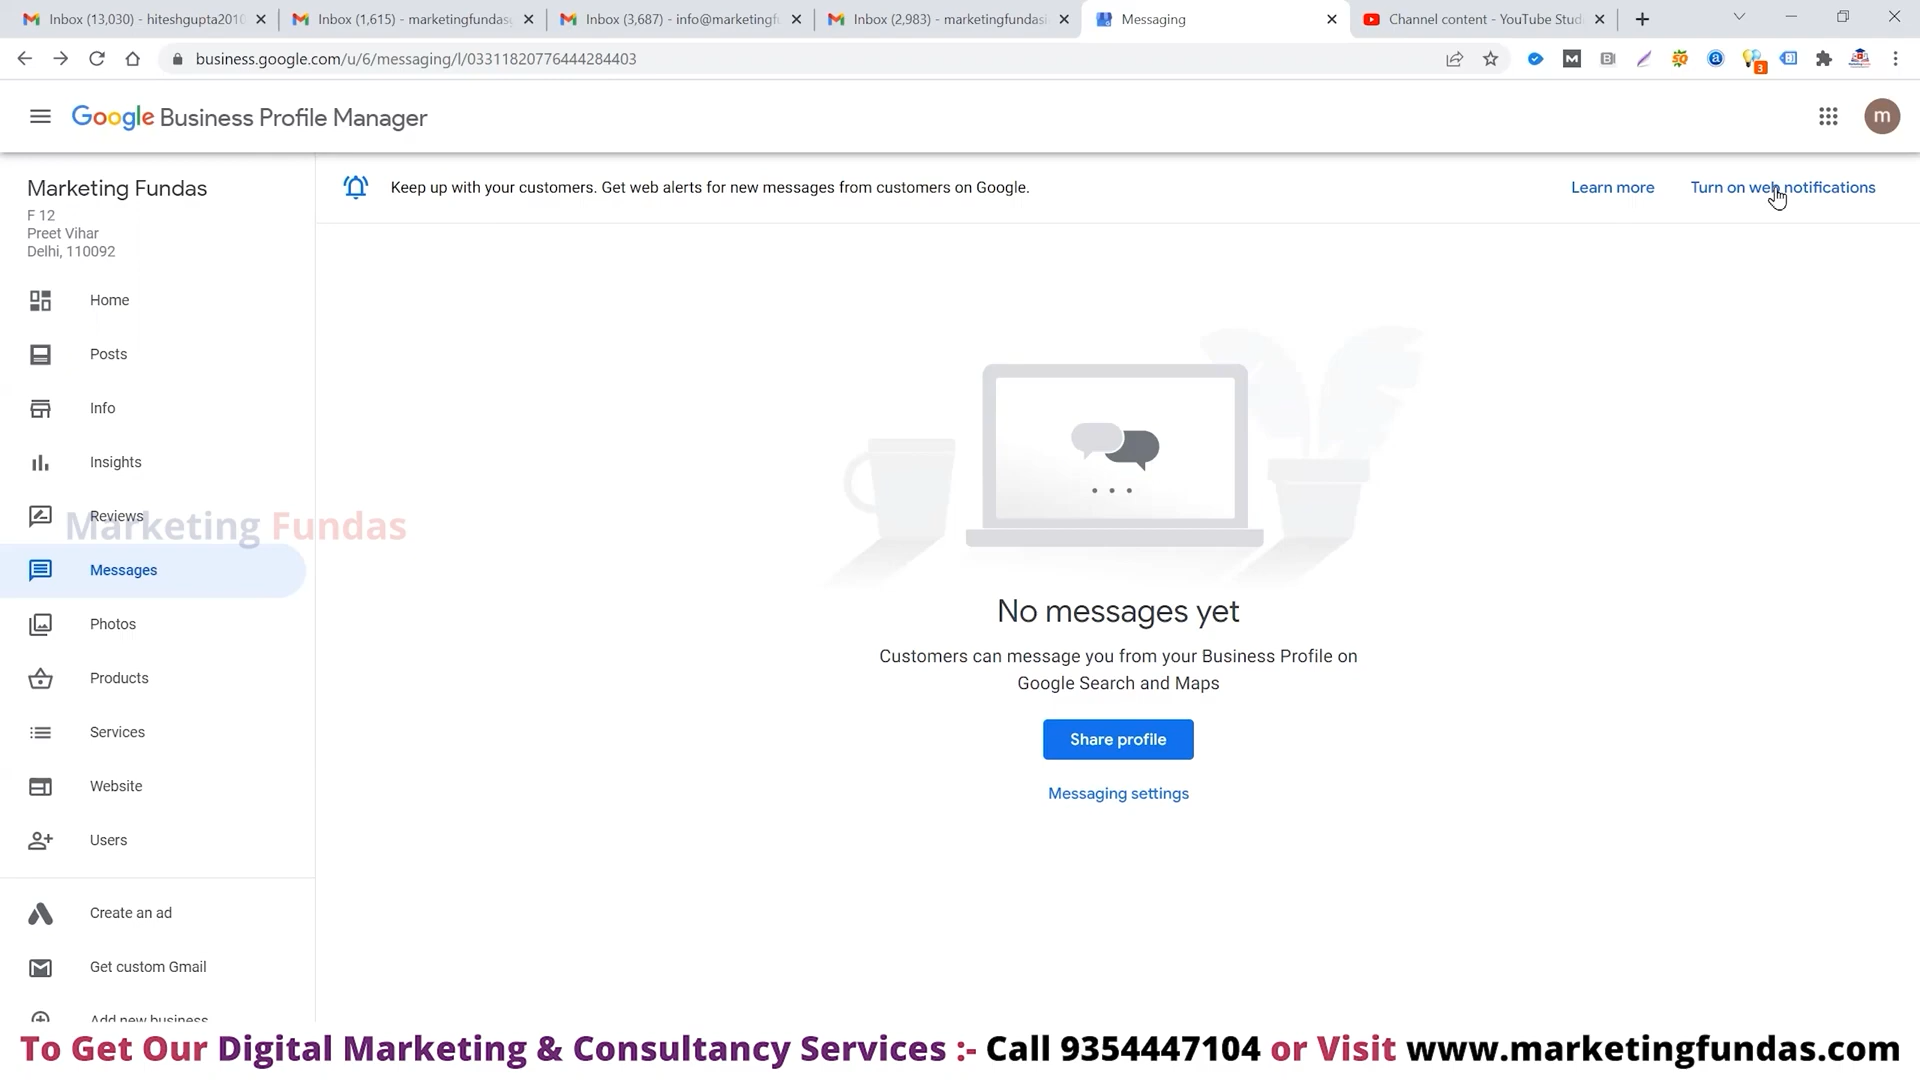 Inbox (13,030) - hiteshgupta2010
Inbox (1,615) - marketingfundas
Inbox (3,687) - info@marketingf
Inbox (2,983) - marketingfundasi
Messaging
Channel content - YouTube Stud
business.google.com/u/6/messaging/l/03311820776444284403
3
Google Business Profile Manager
m
Marketing Fundas
F 12
Preet Vihar
Delhi, 110092
Keep up with your customers. Get web alerts for new messages from customers on Google.
Learn more
Turn on web notifications
Home
Posts
Info
Insights
Reviews
Marketing Fundas
Messages
Photos
Products
Services
Website
Users
Create an ad
Get custom Gmail
Add new business
No messages yet
Customers can message you from your Business Profile on
Google Search and Maps
Share profile
Messaging settings
To Get Our Digital Marketing & Consultancy Services :- Call 9354447104 or Visit www.marketingfundas.com